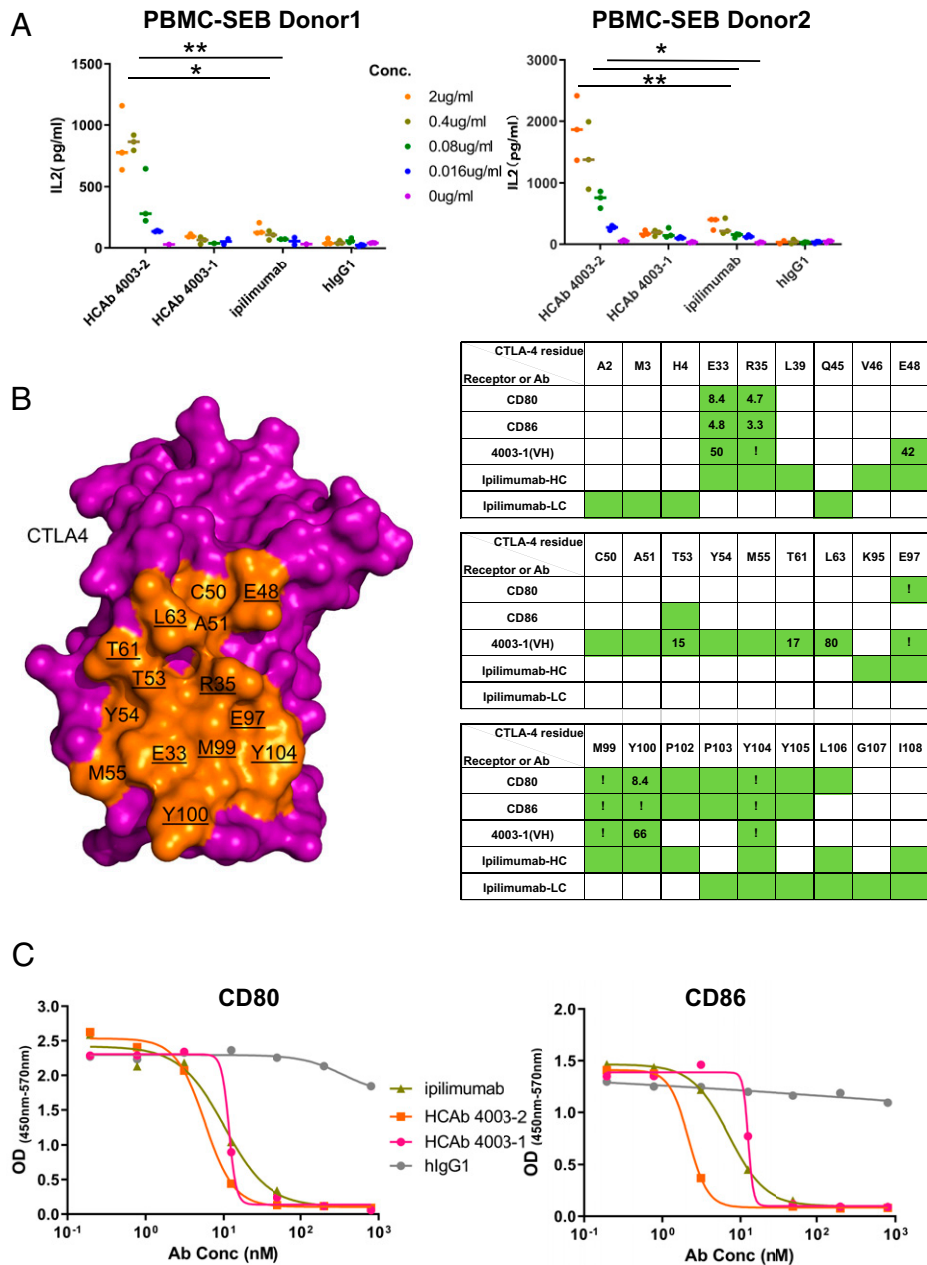 A
PBMC-SEB Donor1
PBMC-SEB Donor2
**
*
*
**
Conc.
2ug/ml
0.4ug/ml
0.08ug/ml
0.016ug/ml
0ug/ml
IL2( pg/ml)
1500
1000
500
0
HCAb 4003-2
HCAb 4003-1
ipilimumab
hIgG1
IL2( pg/ml)
3000
2000
1000
0
HCAb 4003-2
HCAb 4003-1
ipilimumab
hIgG1
B
CTLA4
C50
E48
L63
A51
T61
T53
R35
Y54
E97
E33
M99
Y104
M55
Y100
CTLA-4 residue A2 M3 H4 E33 R35 L39 Q45 V46 E48
Receptor or Ab
CD80 8.4 4.7
CD86 4.8 3.3
4003-1(VH) 50 ! 42
Ipilimumab-HC
Ipilimumab-LC
CTLA-4 residue C50 A51 T53 Y54 M55 T61 L63 K95 E97
Receptor or Ab
CD80 !
CD86
4003-1(VH) 15 17 80 !
Ipilimumab-HC
Ipilimumab-LC
CTLA-4 residue M99 Y100 P102 P103 Y104 Y105 L106 G107 I108
Receptor or Ab
CD80 ! 8.4 !
CD86 ! ! !
4003-1(VH) ! 66 !
Ipilimumab-HC
Ipilimumab-LC
C
CD80
OD (450nm-570nm)
3.0
2.5
2.0
1.5
1.0
0.5
0.0
10-1 100 101 102 103
Ab Conc (nM)
ipilimumab
HCAb 4003-2
HCAb 4003-1
hIgG1
CD86
OD (450nm-570nm)
2.0
1.5
1.0
0.5
0.0
10-1 100 101 102 103
Ab Conc (nM)